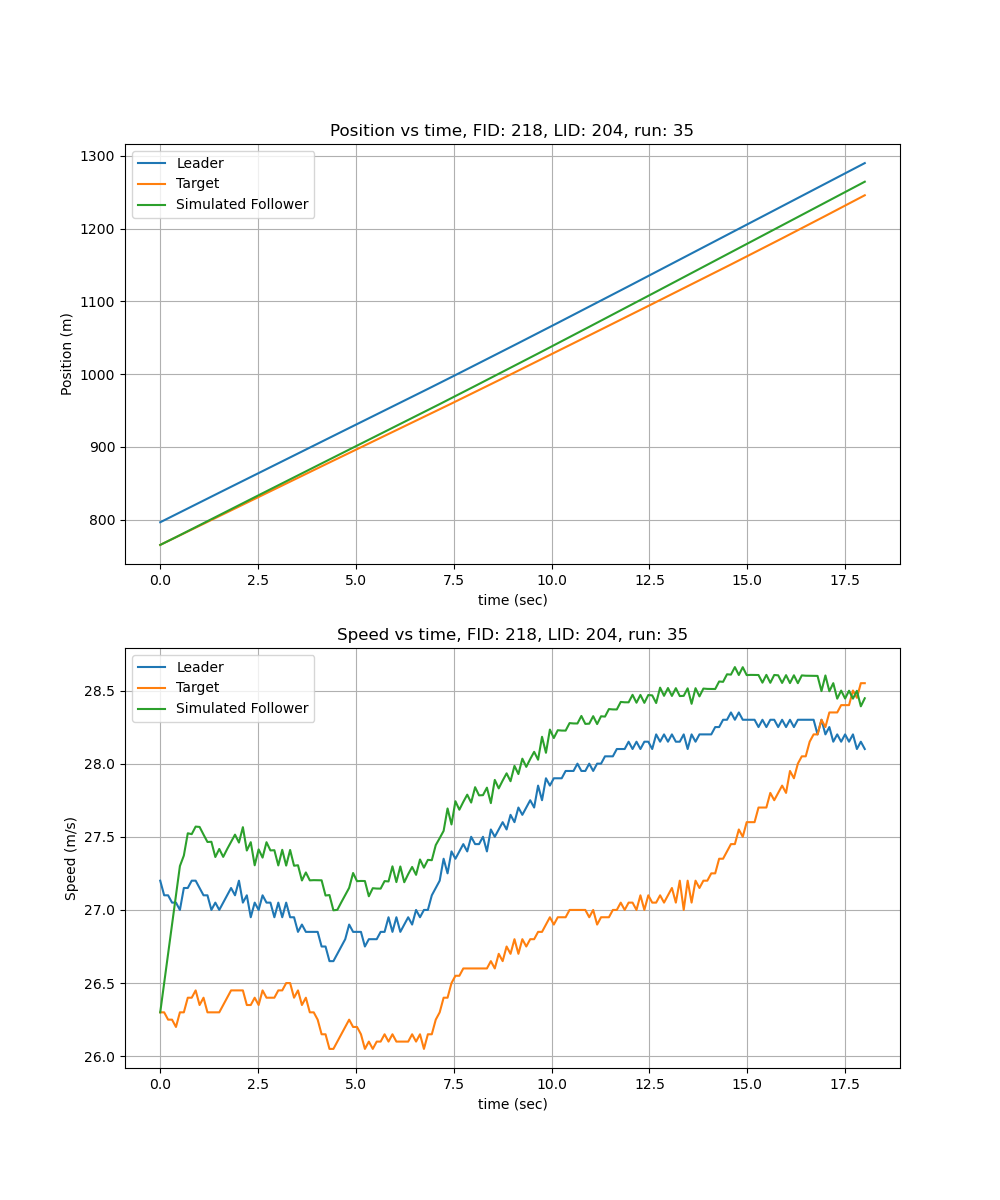 Position vs time, FID: 218, LID: 204, run: 35
Leader
Target
Simulated Follower
1300
1200
1100
1000
900
800
Position (m)
0.0 2.5 5.0 7.5 10.0 12.5 15.0 17.5
time (sec)
Speed vs time, FID: 218, LID: 204, run: 35
Leader
Target
Simulated Follower
28.5
28.0
27.5
27.0
26.5
26.0
Speed (m/s)
0.0 2.5 5.0 7.5 10.0 12.5 15.0 17.5
time (sec)